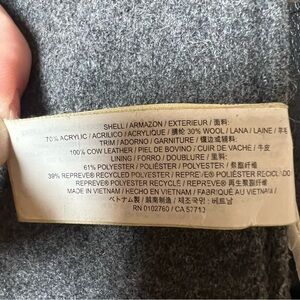 SHELL / ARMAZON / EXTERIEUR / 面料:
70% ACRYLIC / ACRILICO / ACRYLIQUE / 腈纶 30% WOOL / LANA / LAINE / 羊毛
TRIM / ADORNO / GARNITURE / 镶边或辅料:
100% COW LEATHER / PIEL DE BOVINO / CUIR DE VACHE / 牛皮
LINING / FORRO / DOUBLURE / 里料:
61% POLYESTER / POLIÉSTER / POLYESTER / 聚酯纤维
39% REPREVE® RECYCLED POLYESTER / REPREVE® POLIÉSTER RECICLADO
REPREVE® POLYESTER RECYCLÉ / REPREVE® 再生聚酯纤维
MADE IN VIETNAM / HECHO EN VIETNAM / FABRIQUÉ AU VIETNAM /
ベトナム製 / 越南制造 / 제조국: 베트남
RN 0102760 / CA 57713